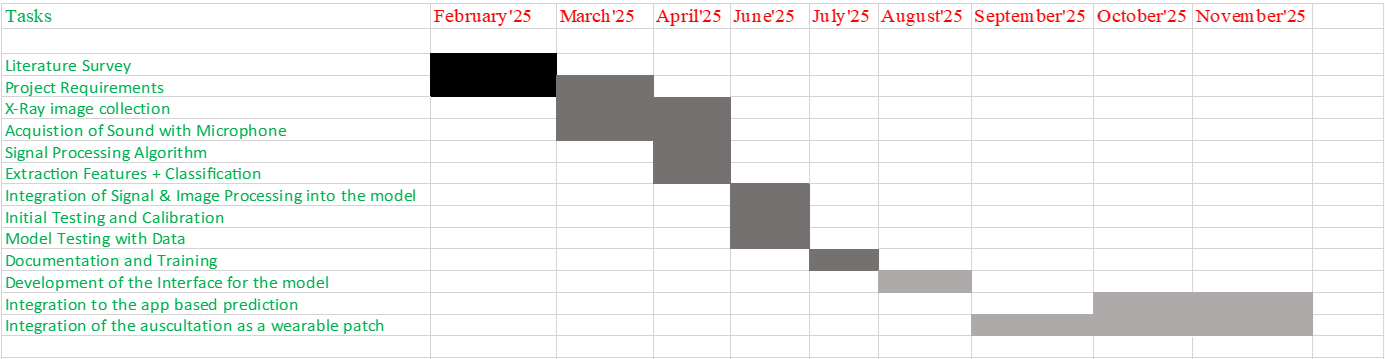 Tasks February'25 March'25 April'25 June'25 July'25 August'25 September'25 October'25 November'25
Literature Survey
Project Requirements
X-Ray image collection
Acquistion of Sound with Microphone
Signal Processing Algorithm
Extraction Features + Classification
Integration of Signal & Image Processing into the model
Initial Testing and Calibration
Model Testing with Data
Documentation and Training
Development of the Interface for the model
Integration to the app based prediction
Integration of the auscultation as a wearable patch